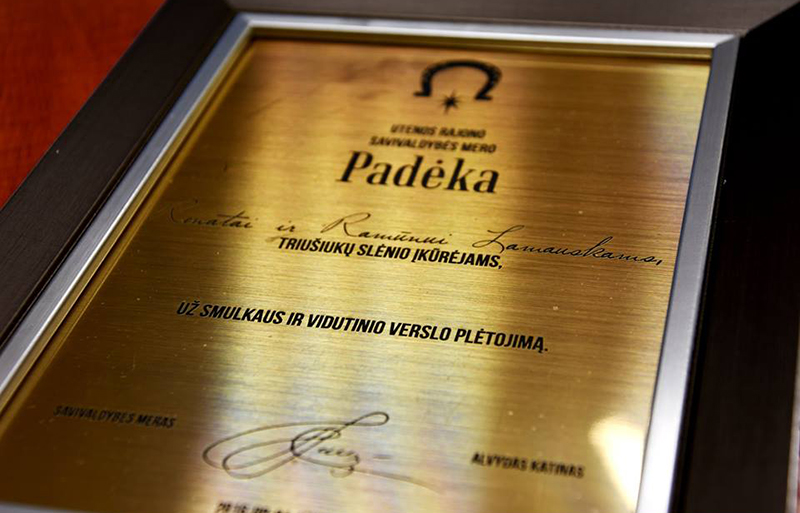 UTENOS RAJONO
SAVIVALDYBĖS MERO
Padėka
Renatai ir Ramūnui Lamauskams,
TRIUŠIUKŲ SLĖNIO ĮKŪRĖJAMS,
UŽ SMULKAUS IR VIDUTINIO VERSLO PLĖTOJIMĄ.
SAVIVALDYBĖS MERAS
ALVYDAS KATINAS